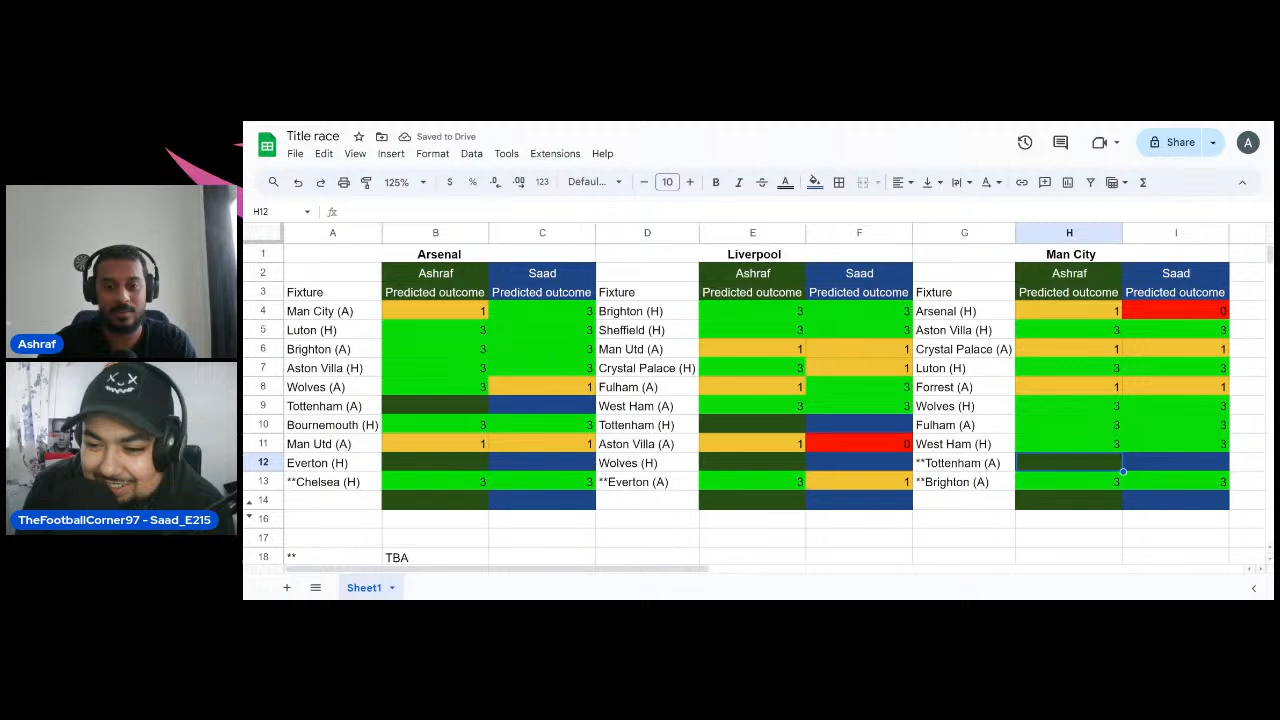 Title race
Saved to Drive
File Edit View Insert Format Data Tools Extensions Help
Share
A
125%
$ % .0 .00 123
Defaul...
10
B I A
H12
fx
A B C D E F G H I
1 Arsenal Liverpool Man City
2 Ashraf Saad Ashraf Saad Ashraf Saad
3 Fixture Predicted outcome Predicted outcome Fixture Predicted outcome Predicted outcome Fixture Predicted outcome Predicted outcome
4 Man City (A) 1 3 Brighton (H) 3 3 Arsenal (H) 1 0
5 Luton (H) 3 3 Sheffield (H) 3 3 Aston Villa (H) 3 3
6 Brighton (A) 3 3 Man Utd (A) 1 1 Crystal Palace (A) 1 1
7 Aston Villa (H) 3 3 Crystal Palace (H) 3 1 Luton (H) 3 3
8 Wolves (A) 3 1 Fulham (A) 1 3 Forrest (A) 1 1
9 Tottenham (A) West Ham (A) 3 3 Wolves (H) 3 3
10 Bournemouth (H) 3 3 Tottenham (H) Fulham (A) 3 3
11 Man Utd (A) 1 1 Aston Villa (A) 1 0 West Ham (H) 3 3
12 Everton (H) Wolves (H) **Tottenham (A)
13 **Chelsea (H) 3 3 **Everton (A) 3 1 **Brighton (A) 3 3
14
16
17
18 ** TBA
Sheet1
Ashraf
TheFootballCorner97 - Saad_E215